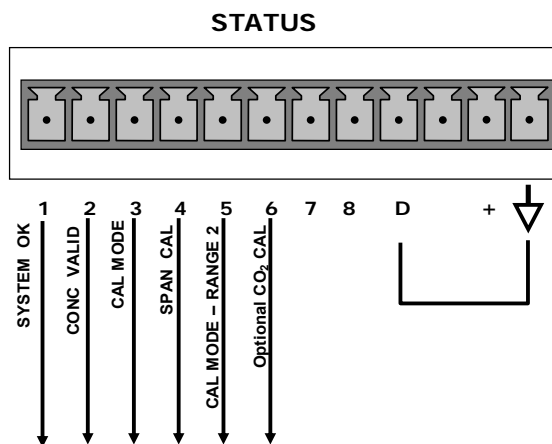 STATUS
1 2 3 4 5 6 7 8 D +
SYSTEM OK
CONC VALID
CAL MODE
SPAN CAL
CAL MODE – RANGE 2
Optional CO₂ CAL